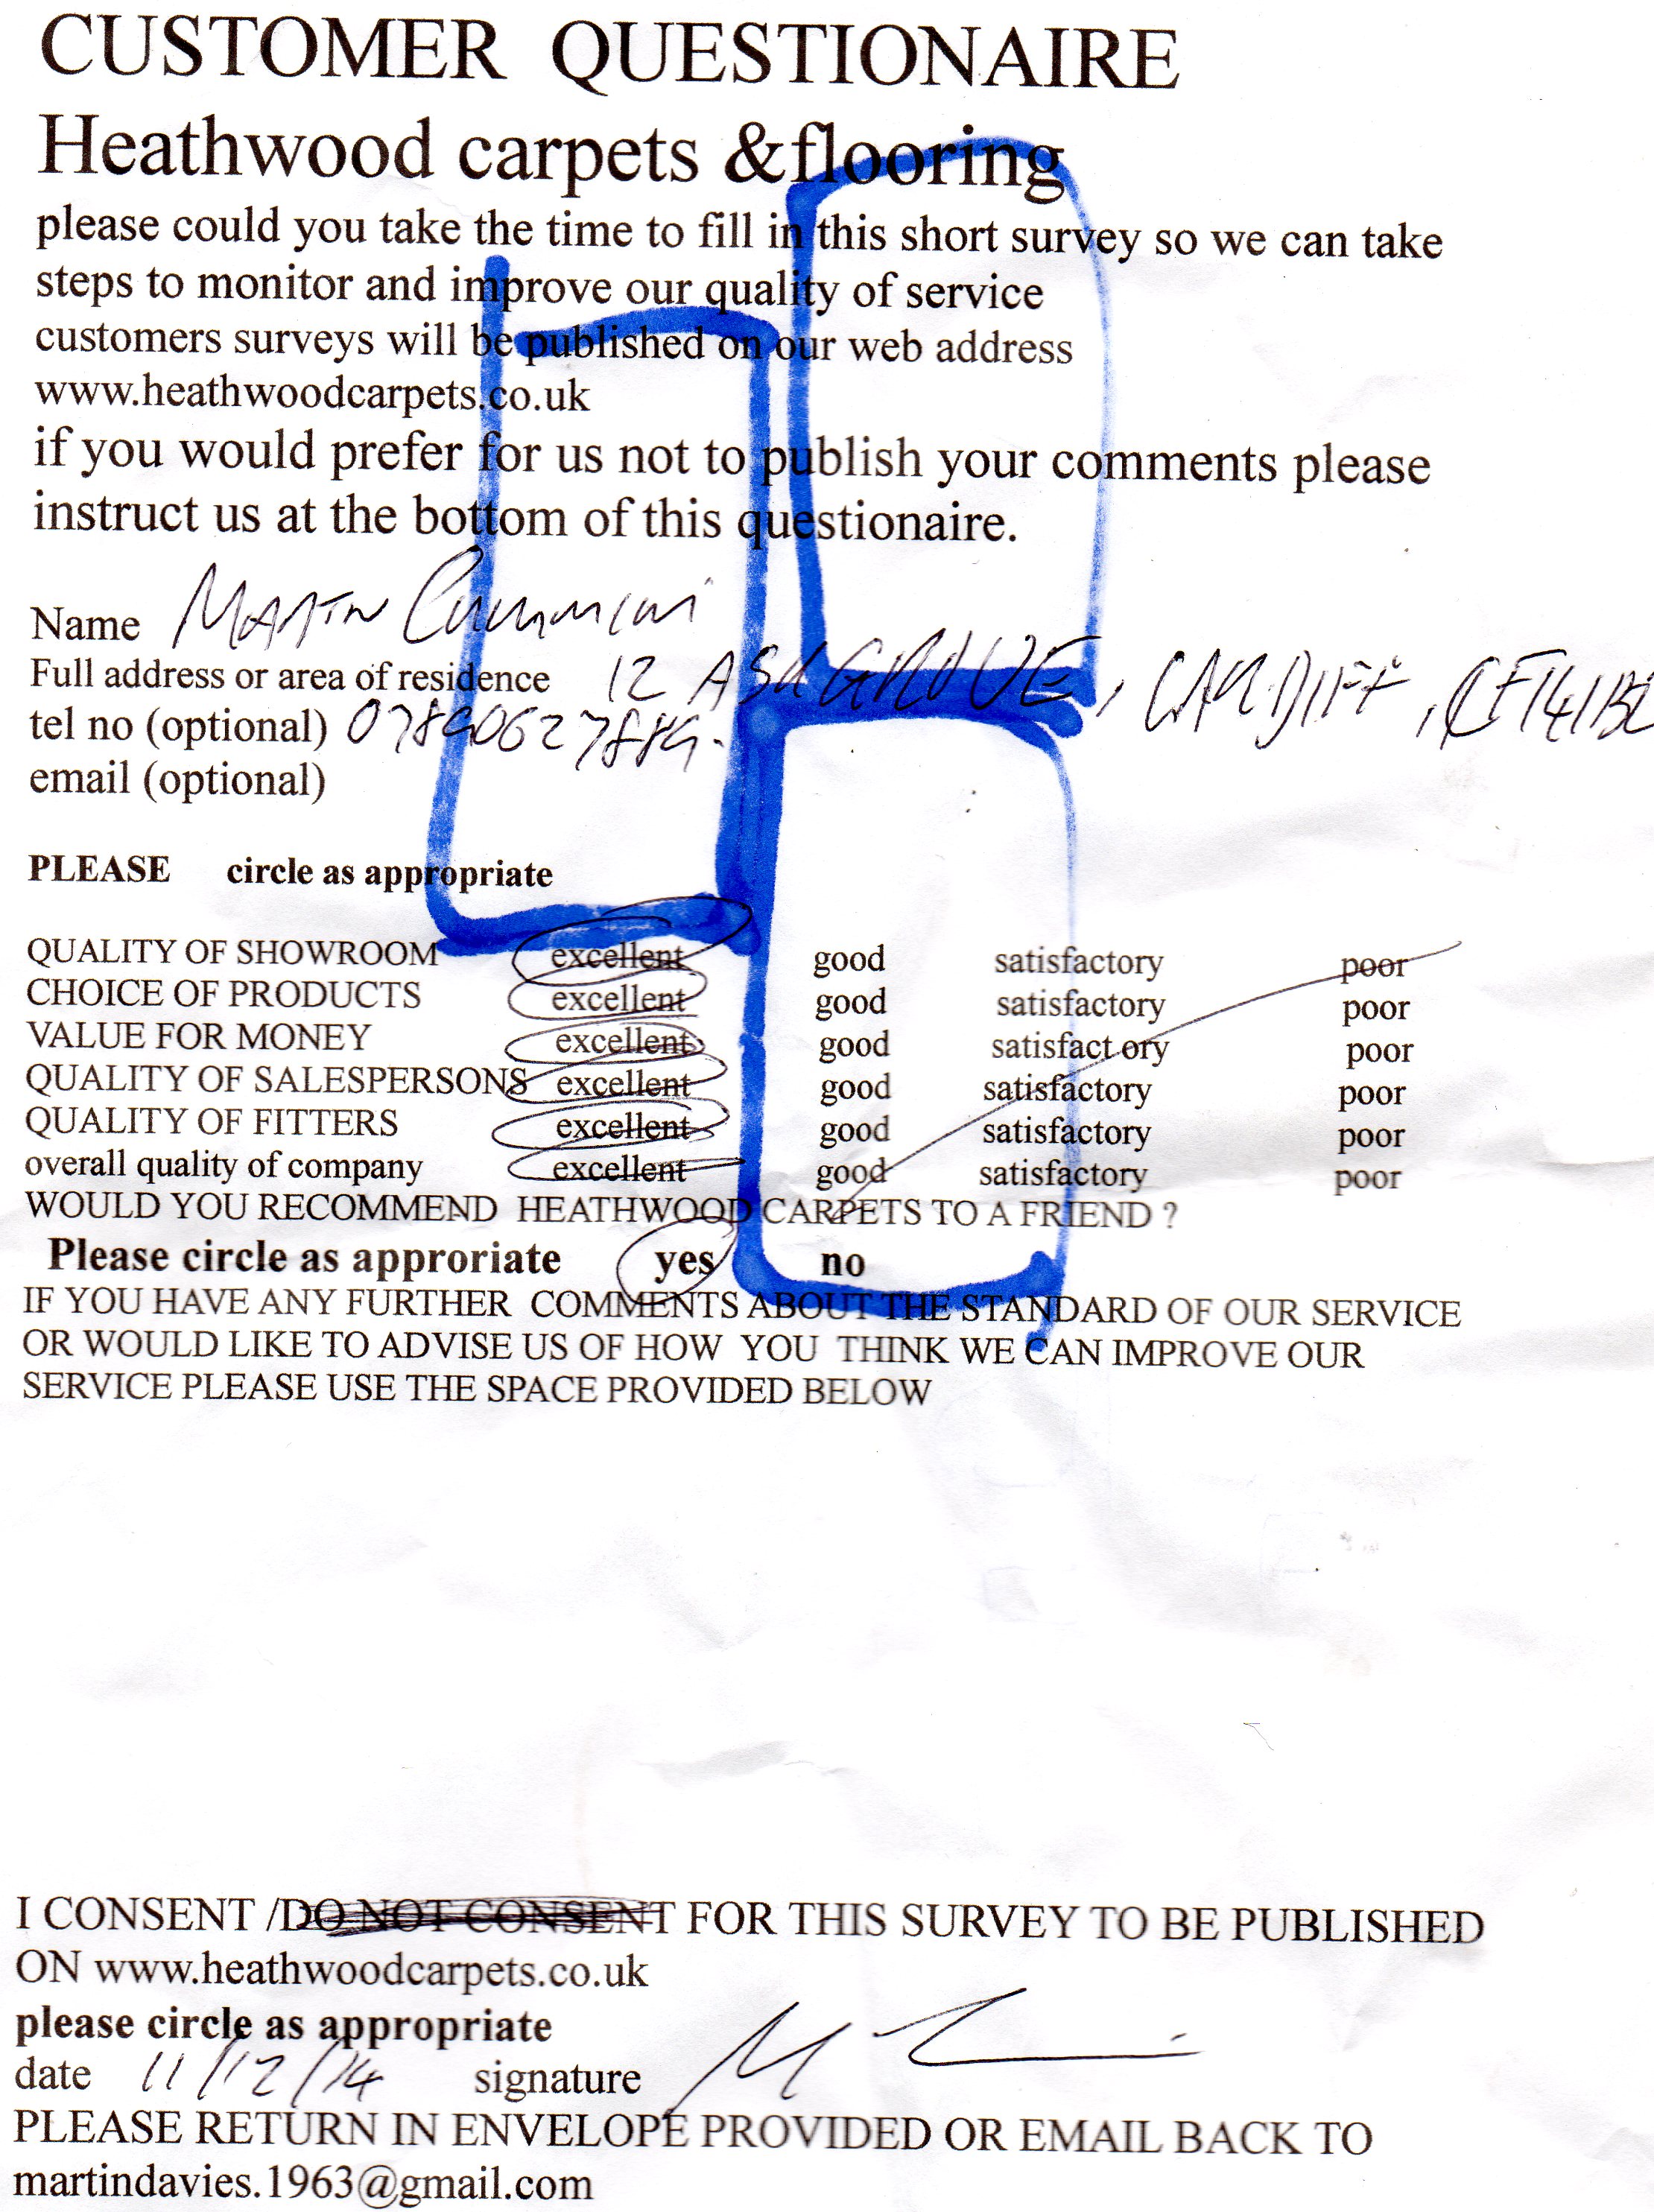 CUSTOMER QUESTIONAIRE
Heathwood carpets &flooring
please could you take the time to fill in this short survey so we can take
steps to monitor and improve our quality of service
customers surveys will be published on our web address
www.heathwoodcarpets.co.uk
if you would prefer for us not to publish your comments please
instruct us at the bottom of this questionaire.
Name MARTIN
Full address or area of residence 12 ASH GROVE, CARDIFF,
tel no (optional)
email (optional)
PLEASE circle as appropriate
QUALITY OF SHOWROOM excellent good satisfactory poor
CHOICE OF PRODUCTS excellent good satisfactory poor
VALUE FOR MONEY excellent good satisfact ory poor
QUALITY OF SALESPERSONS excellent good satisfactory poor
QUALITY OF FITTERS excellent good satisfactory poor
overall quality of company excellent good satisfactory poor
WOULD YOU RECOMMEND HEATHWOOD CARPETS TO A FRIEND ?
Please circle as approriate yes no
IF YOU HAVE ANY FURTHER COMMENTS ABOUT THE STANDARD OF OUR SERVICE
OR WOULD LIKE TO ADVISE US OF HOW YOU THINK WE CAN IMPROVE OUR
SERVICE PLEASE USE THE SPACE PROVIDED BELOW
I CONSENT /DO NOT CONSENT FOR THIS SURVEY TO BE PUBLISHED
ON www.heathwoodcarpets.co.uk
please circle as appropriate
date 11/12/14 signature
PLEASE RETURN IN ENVELOPE PROVIDED OR EMAIL BACK TO
martindavies.1963@gmail.com